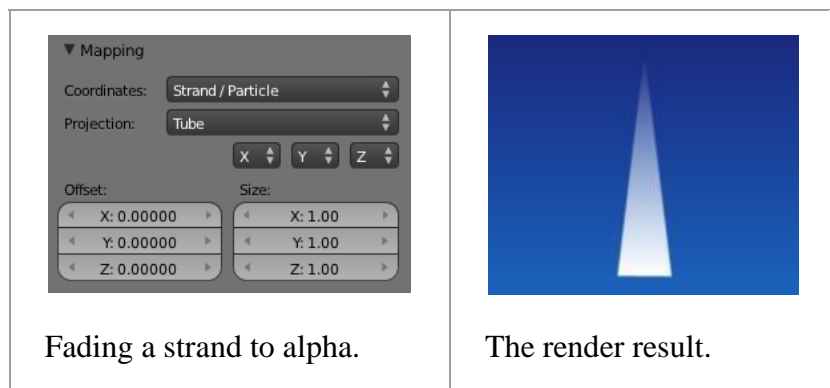 Mapping
Coordinates: Strand / Particle
Projection: Tube
X Y Z
Offset: Size:
X: 0.00000 X: 1.00
Y: 0.00000 Y: 1.00
Z: 0.00000 Z: 1.00
Fading a strand to alpha. The render result.